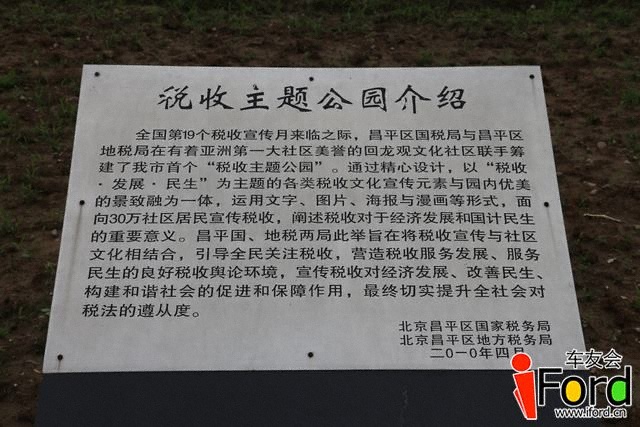 税收主题公园介绍
全国第19个税收宣传月来临之际，昌平区国税局与昌平区
地税局在有着亚洲第一大社区美誉的回龙观文化社区联手筹
建了我市首个“税收主题公园”。通过精心设计，以“税收
·发展·民生”为主题的各类税收文化宣传元素与园内优美
的景致融为一体，运用文字、图片、海报与漫画等形式，面
向30万社区居民宣传税收，阐述税收对于经济发展和国计民生
的重要意义。昌平国、地税两局此举旨在将税收宣传与社区
文化相结合，引导全民关注税收，营造税收服务发展、服务
民生的良好税收舆论环境，宣传税收对经济发展、改善民生、
构建和谐社会的促进和保障作用，最终切实提升全社会对
税法的遵从度。
北京昌平区国家税务局
北京昌平区地方税务局
二〇一〇年四月
车友会
iFord
www.iford.cn